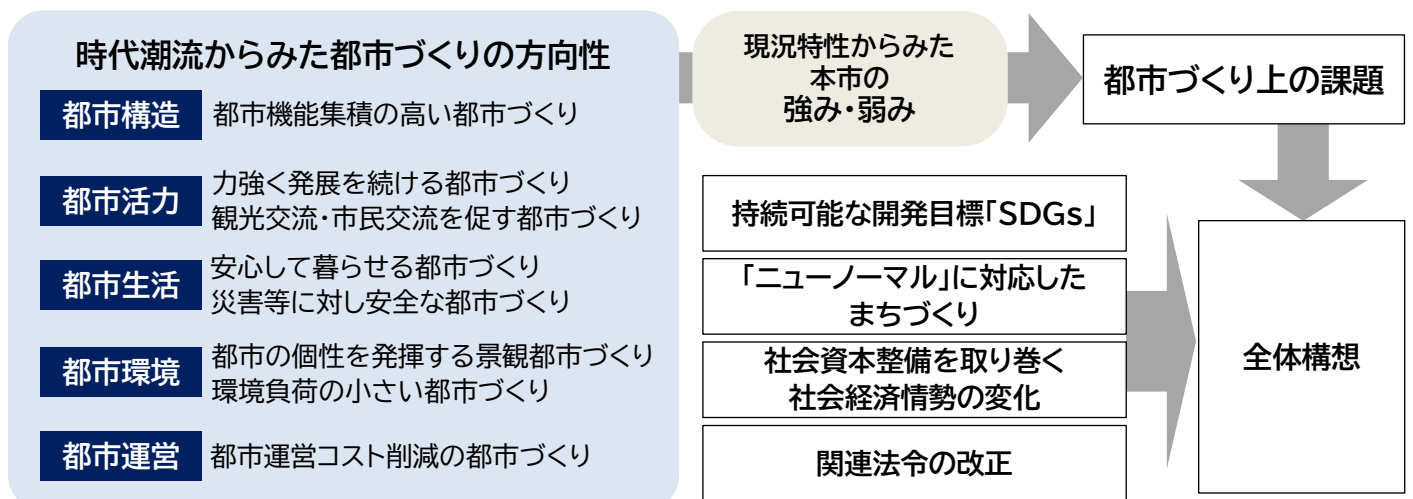 時代潮流からみた都市づくりの方向性
都市構造 都市機能集積の高い都市づくり
都市活力 力強く発展を続ける都市づくり
観光交流・市民交流を促す都市づくり
都市生活 安心して暮らせる都市づくり
災害等に対し安全な都市づくり
都市環境 都市の個性を発揮する景観都市づくり
環境負荷の小さい都市づくり
都市運営 都市運営コスト削減の都市づくり
現況特性からみた
本市の
強み・弱み
都市づくり上の課題
持続可能な開発目標「SDGs」
「ニューノーマル」に対応した
まちづくり
社会資本整備を取り巻く
社会経済情勢の変化
関連法令の改正
全体構想